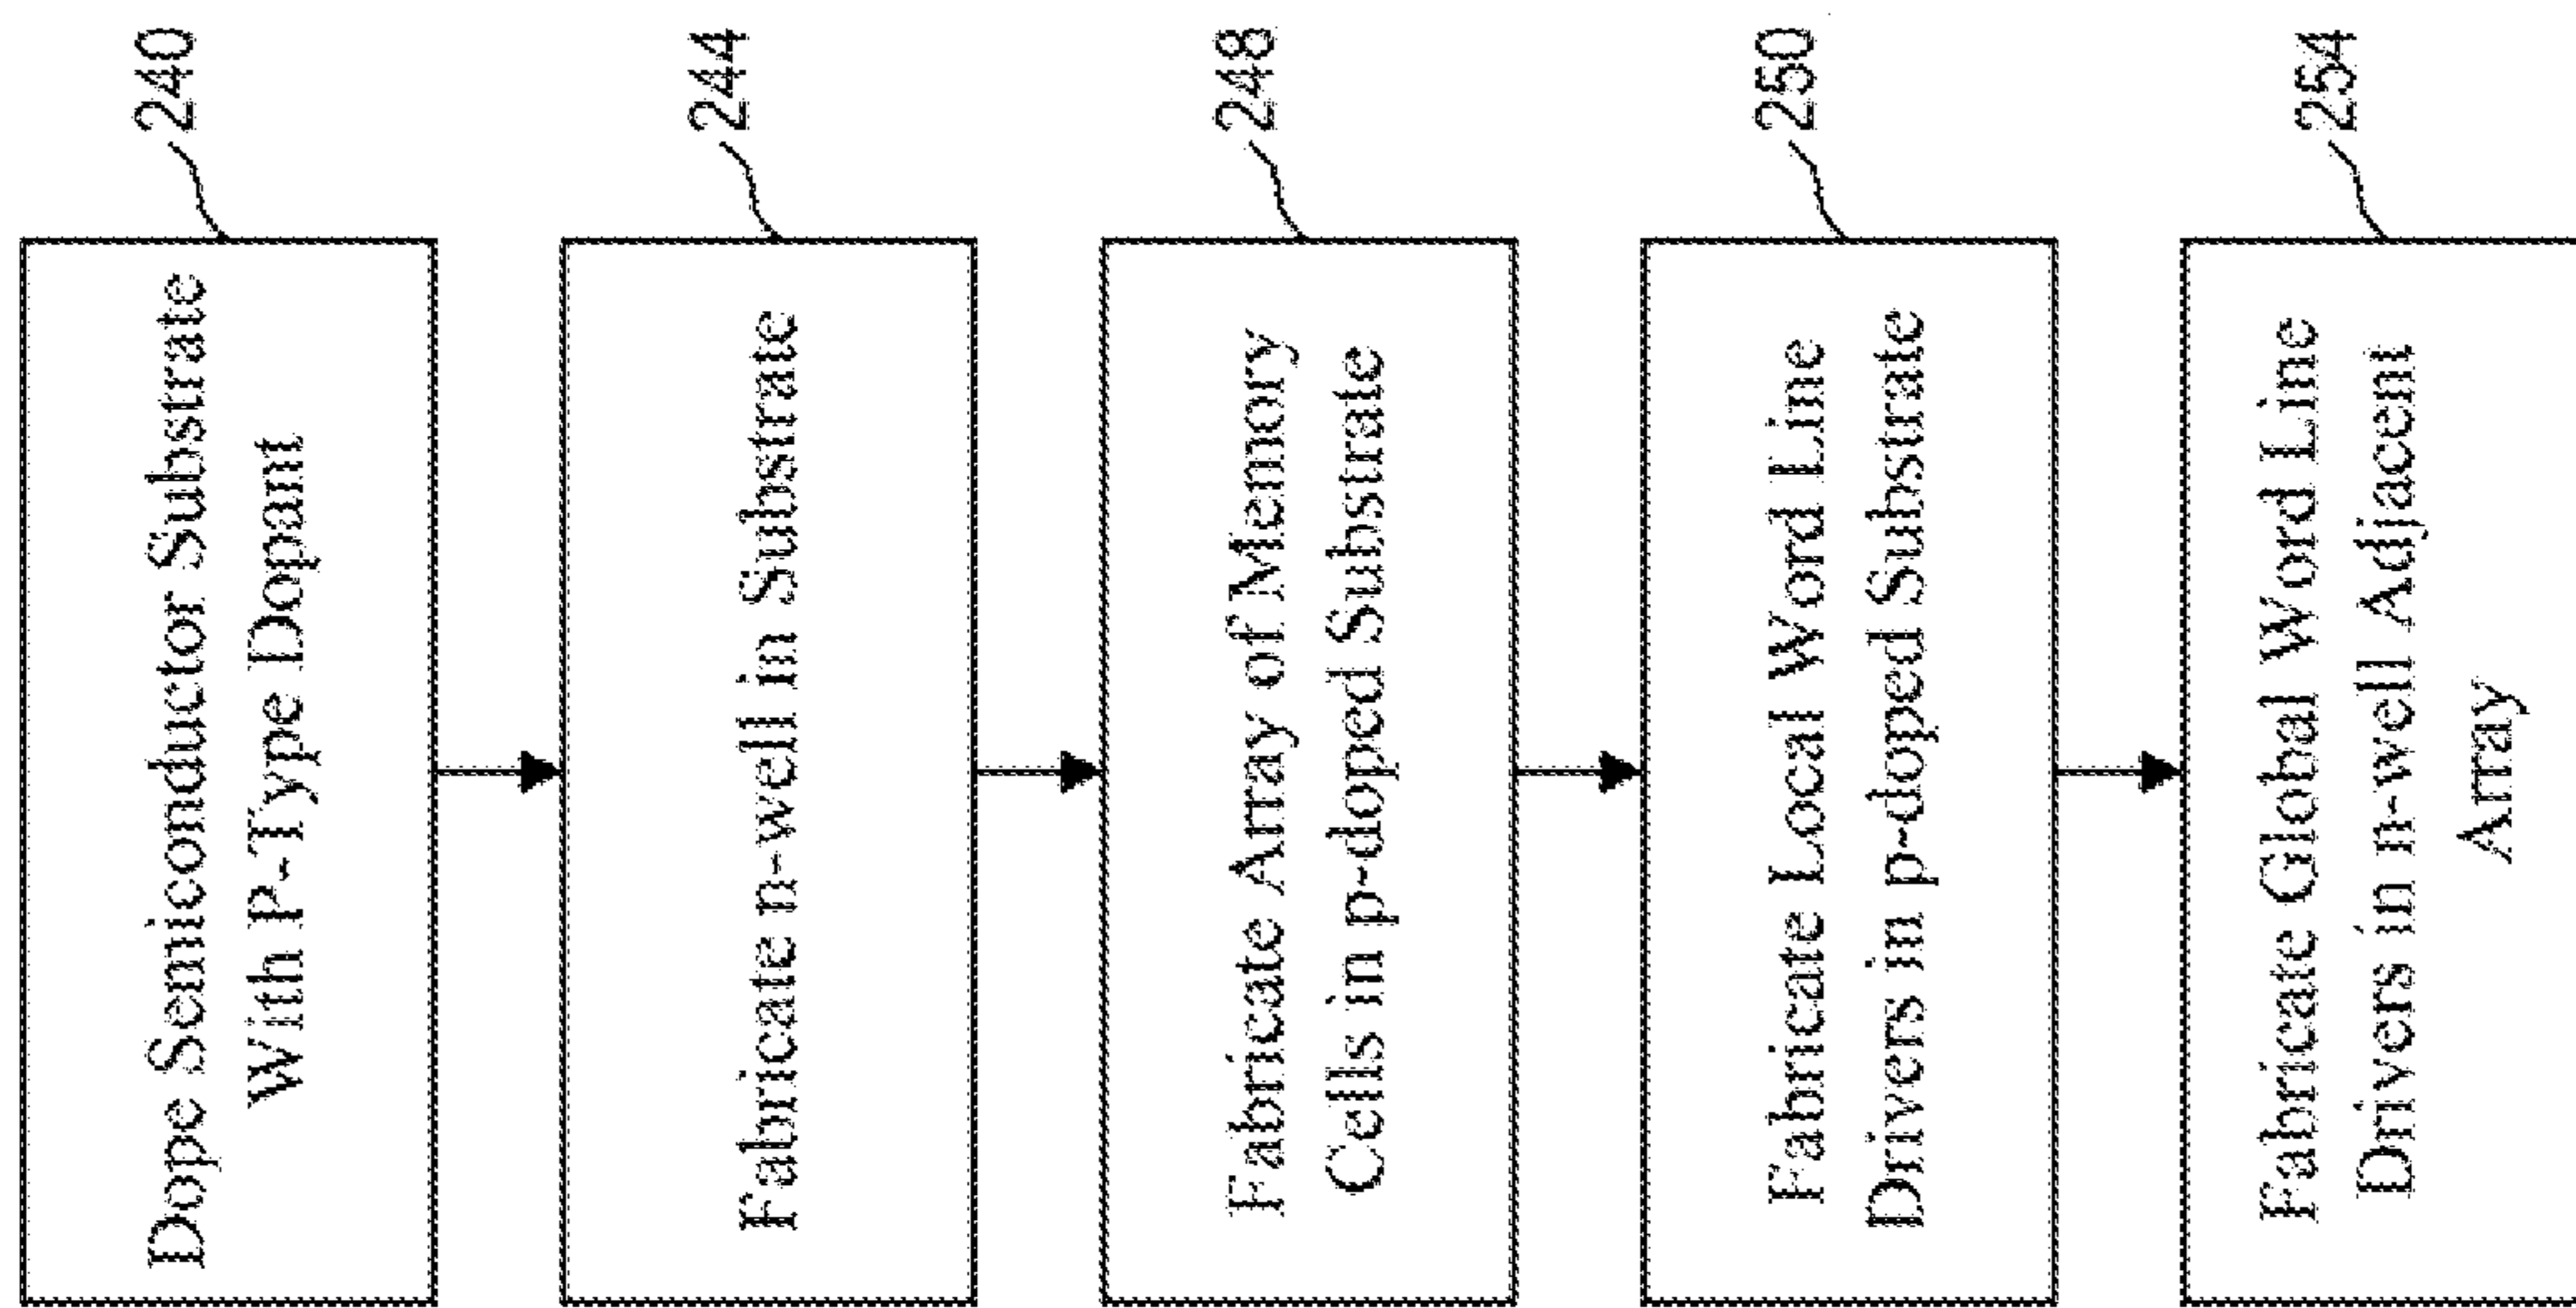 Dope Semiconductor Substrate
With P-Type Dopant
240
Fabricate n-well in Substrate
244
Fabricate Array of Memory
Cells in p-doped Substrate
248
Fabricate Local Word Line
Drivers in p-doped Substrate
250
Fabricate Global Word Line
Drivers in n-well Adjacent
Array
254